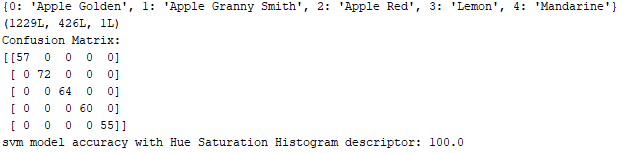 {0: 'Apple Golden', 1: 'Apple Granny Smith', 2: 'Apple Red', 3: 'Lemon', 4: 'Mandarine'}
(1229L, 426L, 1L)
Confusion Matrix:
[[57  0  0  0  0]
 [ 0 72  0  0  0]
 [ 0  0 64  0  0]
 [ 0  0  0 60  0]
 [ 0  0  0  0 55]]
svm model accuracy with Hue Saturation Histogram descriptor: 100.0